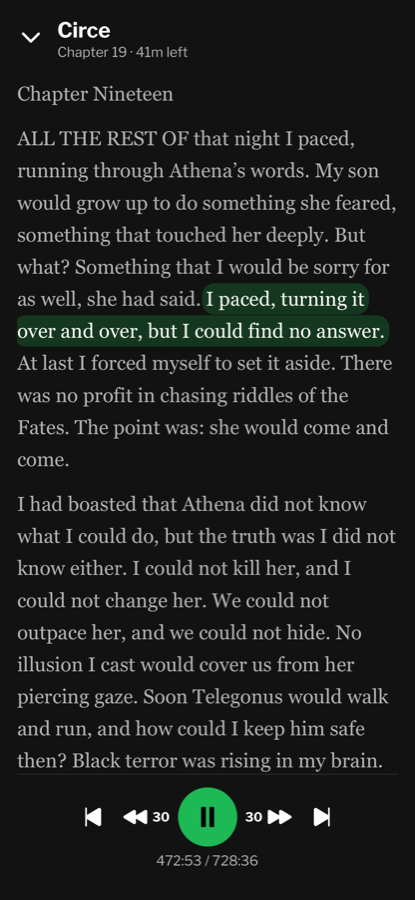 Circe
Chapter 19 · 41m left
Chapter Nineteen
ALL THE REST OF that night I paced,
running through Athena’s words. My son
would grow up to do something she feared,
something that touched her deeply. But
what? Something that I would be sorry for
as well, she had said. I paced, turning it
over and over, but I could find no answer.
At last I forced myself to set it aside. There
was no profit in chasing riddles of the
Fates. The point was: she would come and
come.
I had boasted that Athena did not know
what I could do, but the truth was I did not
know either. I could not kill her, and I
could not change her. We could not
outpace her, and we could not hide. No
illusion I cast would cover us from her
piercing gaze. Soon Telegonus would walk
and run, and how could I keep him safe
then? Black terror was rising in my brain.
30 30
472:53 / 728:36